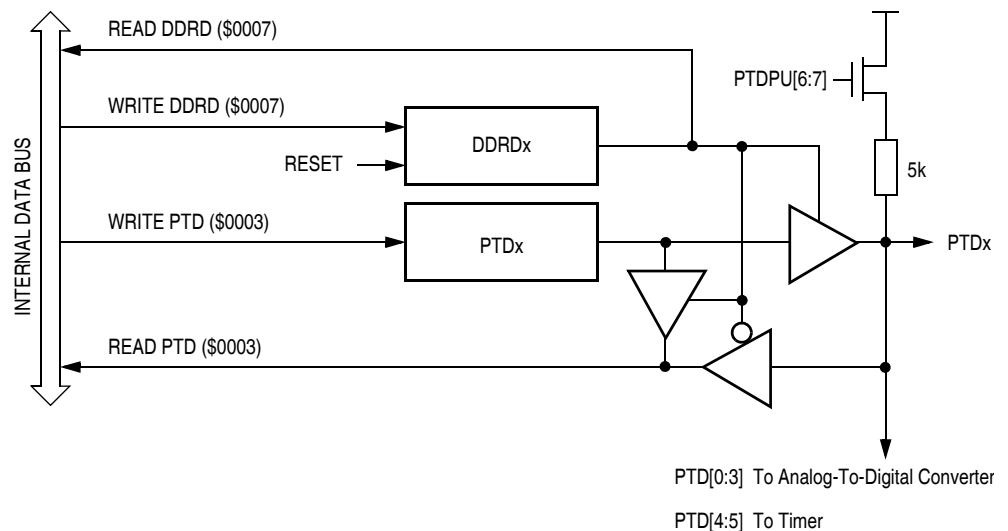 READ DDRD ($0007)
PTDPU[6:7]
WRITE DDRD ($0007)
DDRDx
RESET
5k
INTERNAL DATA BUS
WRITE PTD ($0003)
PTDx
PTDx
READ PTD ($0003)
PTD[0:3] To Analog-To-Digital Converter
PTD[4:5] To Timer